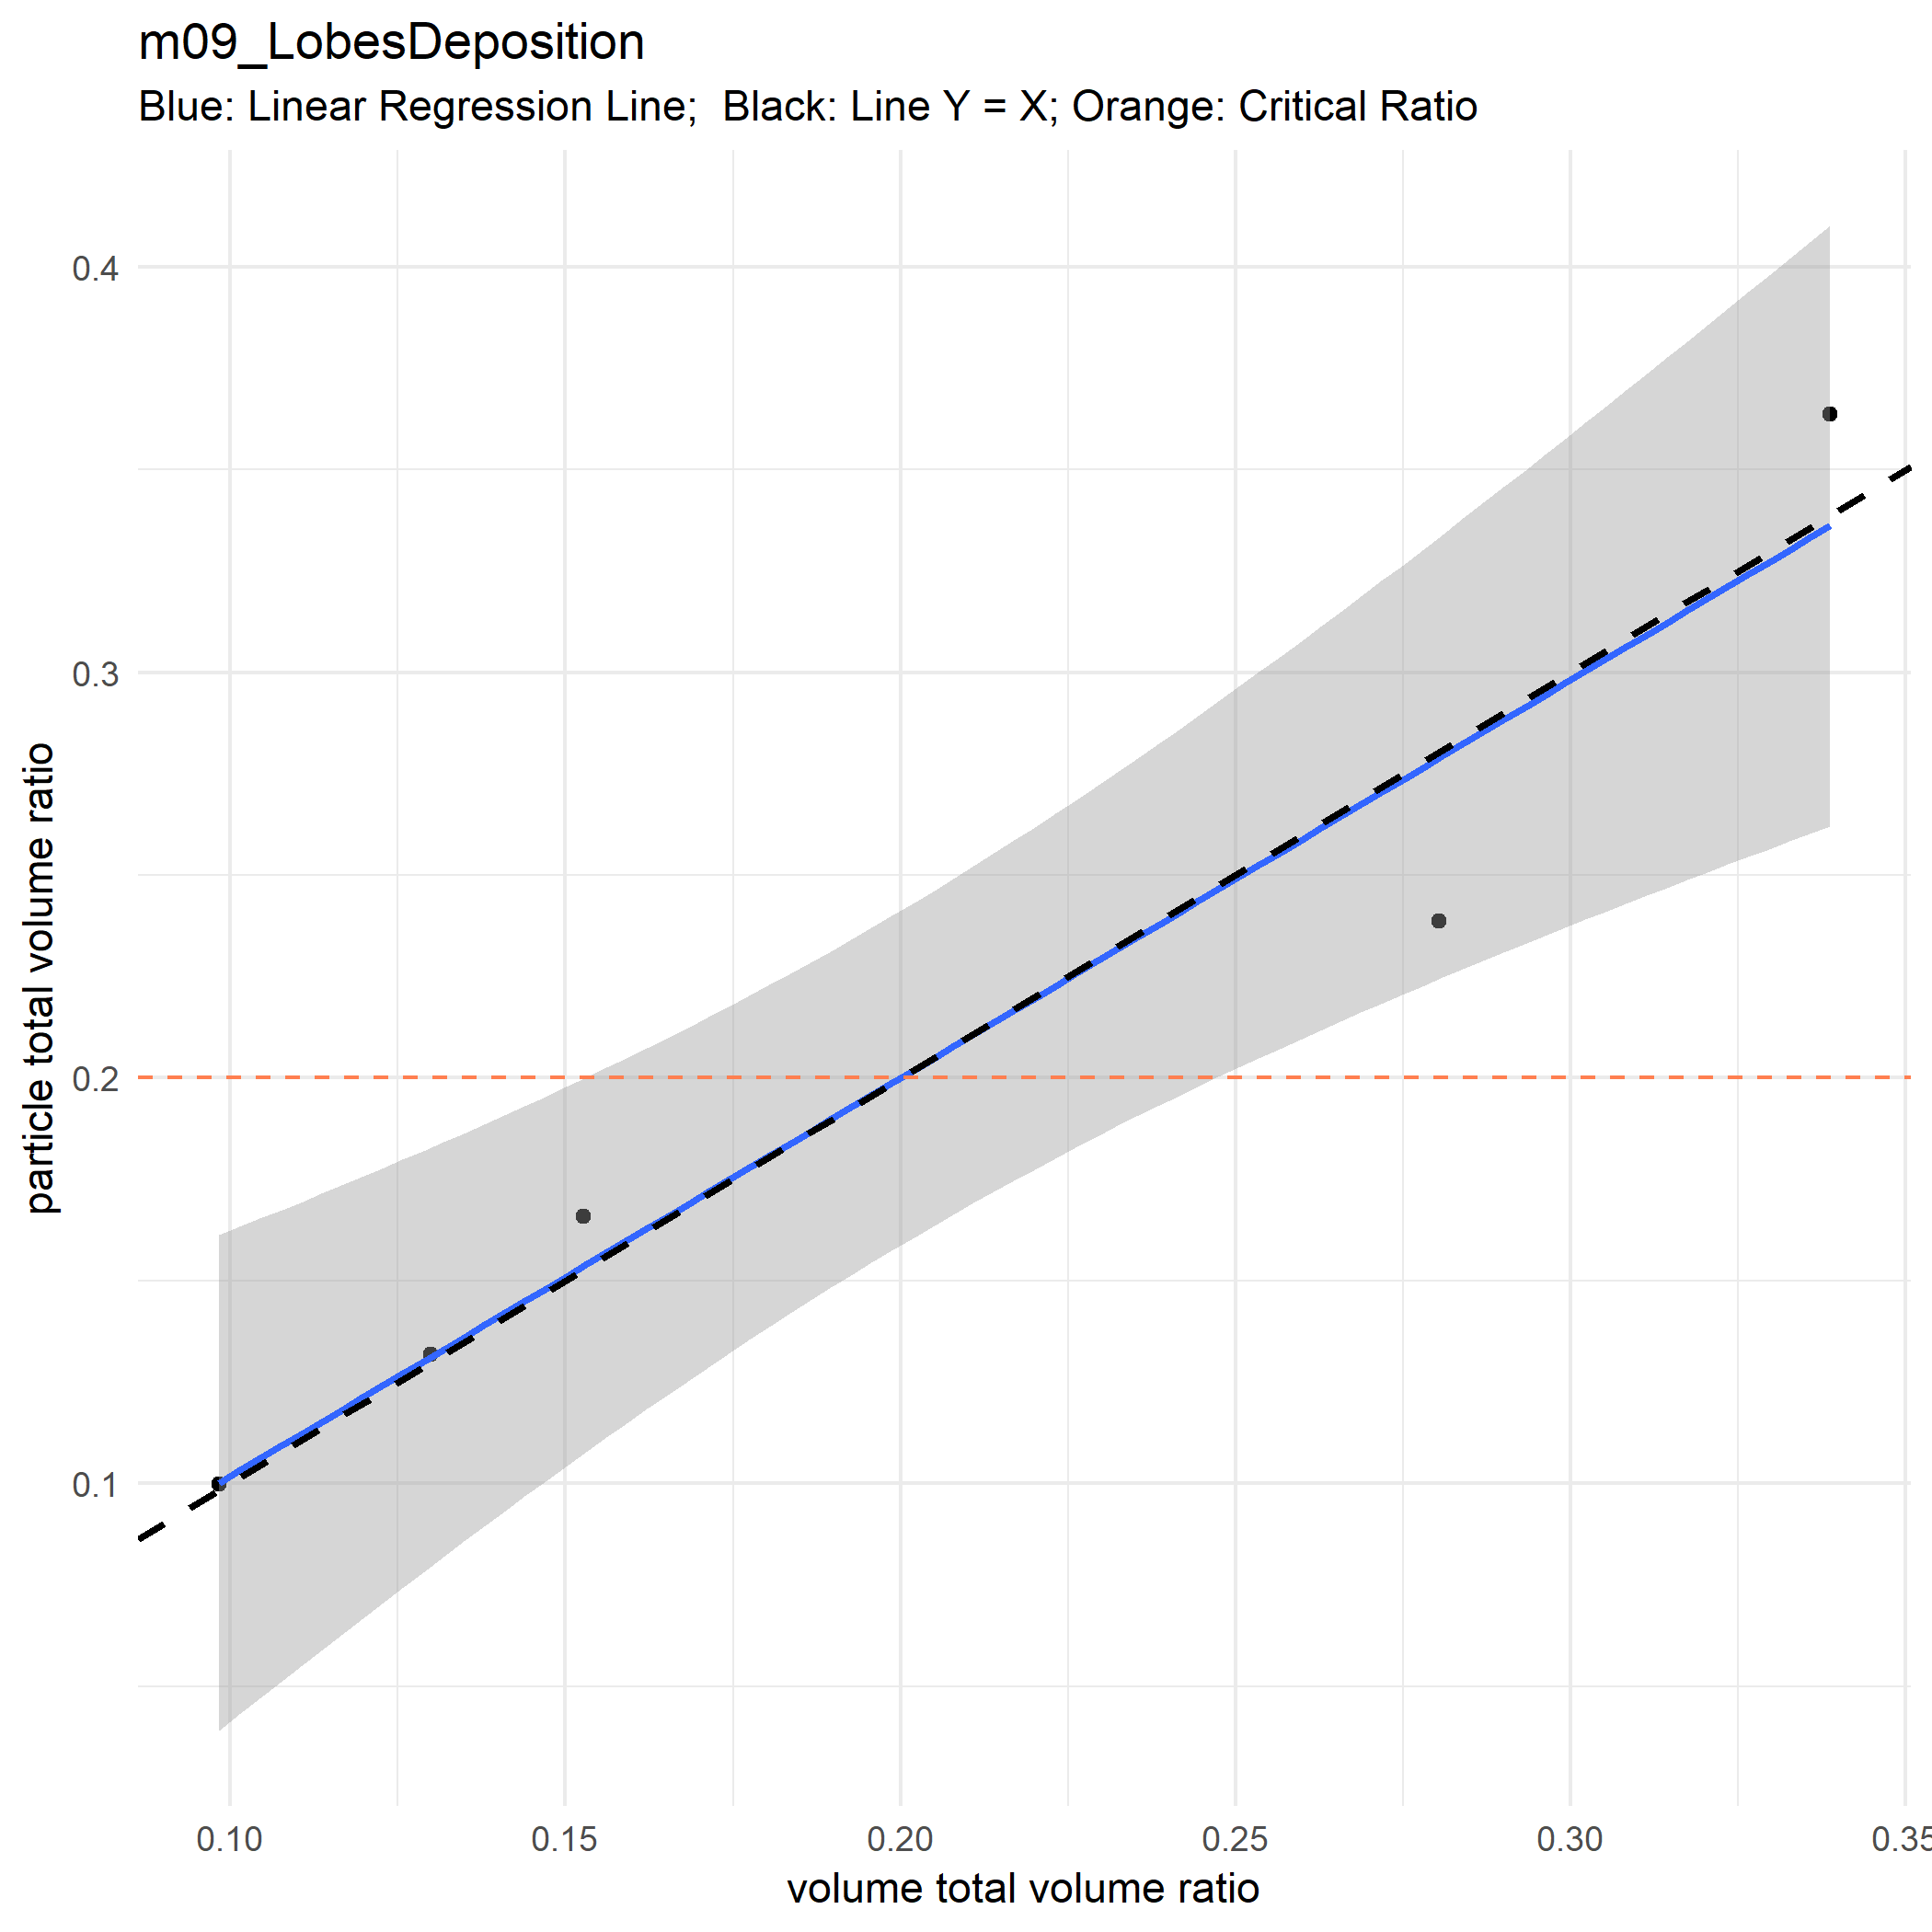 m09_LobesDeposition
Blue: Linear Regression Line;  Black: Line Y = X; Orange: Critical Ratio
particle total volume ratio
0.4
0.3
0.2
0.1
0.10 0.15 0.20 0.25 0.30 0.35
volume total volume ratio